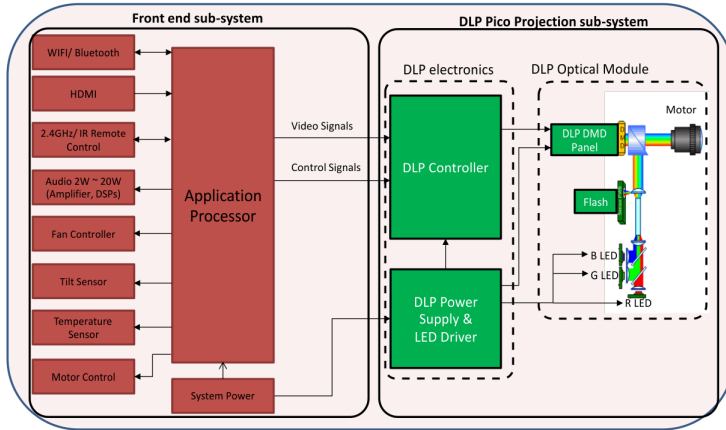 Front end sub-system
DLP Pico Projection sub-system
WIFI/ Bluetooth
HDMI
2.4GHz/ IR Remote
Control
Audio 2W ~ 20W
(Amplifier, DSPs)
Fan Controller
Tilt Sensor
Temperature
Sensor
Motor Control
Application
Processor
System Power
Video Signals
Control Signals
DLP electronics
DLP Controller
DLP Power
Supply &
LED Driver
DLP Optical Module
Motor
DLP DMD
Panel
Flash
B LED
G LED
R LED